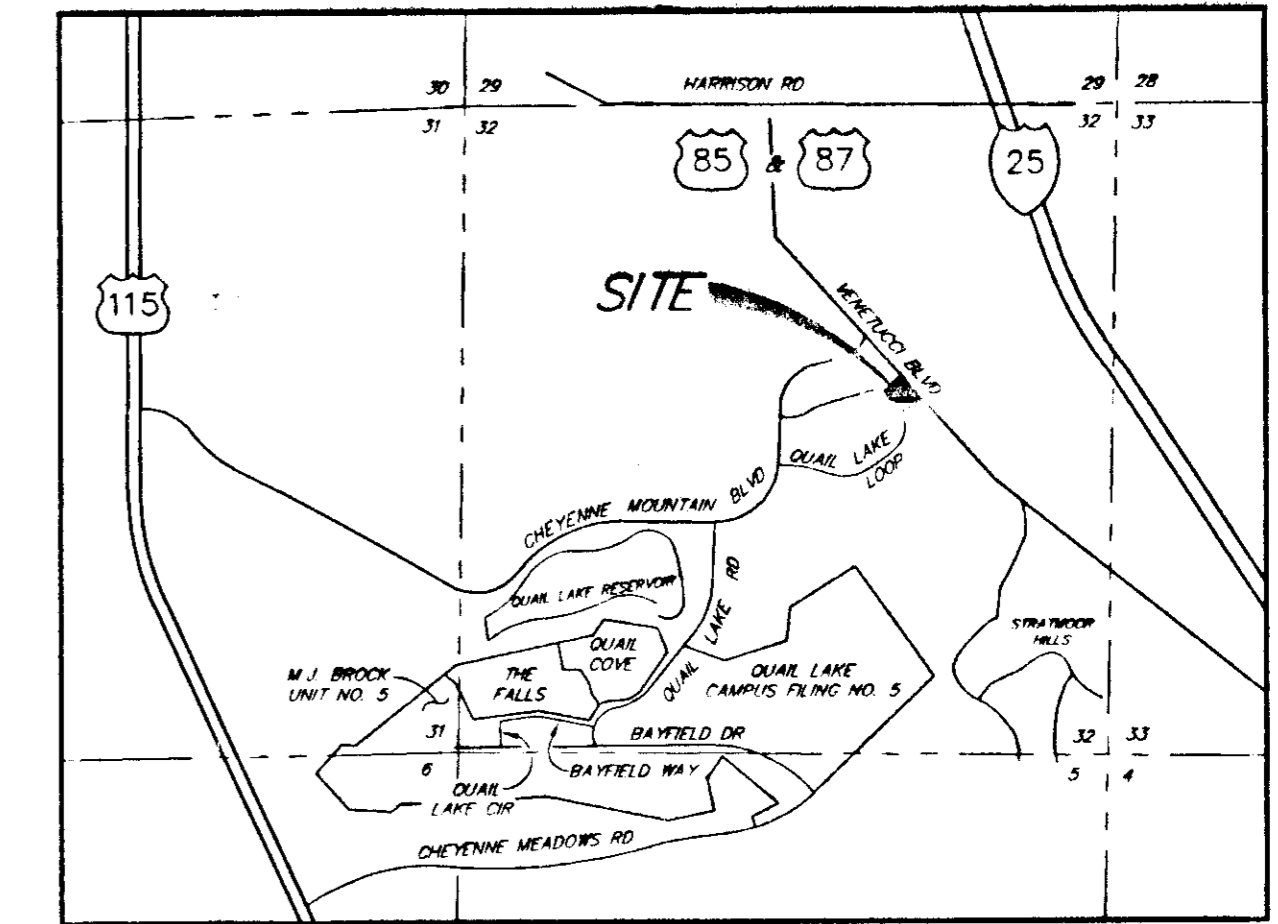 30 29
HARRISON RD
29 28
31 32
32 33
85 & 87
25
115
SITE
VENETUCCI BLVD
QUAIL LAKE
LOOP
CHEYENNE MOUNTAIN BLVD
QUAIL LAKE RESERVOIR
QUAIL LAKE RD
STRATMOOR
HILLS
QUAIL
COVE
M.J. BROCK
UNIT NO. 5
THE
FALLS
QUAIL LAKE
CAMPUS FILING NO. 5
31
BAYFIELD DR
32 33
6
BAYFIELD WAY
5 4
QUAIL
LAKE CIR
CHEYENNE MEADOWS RD